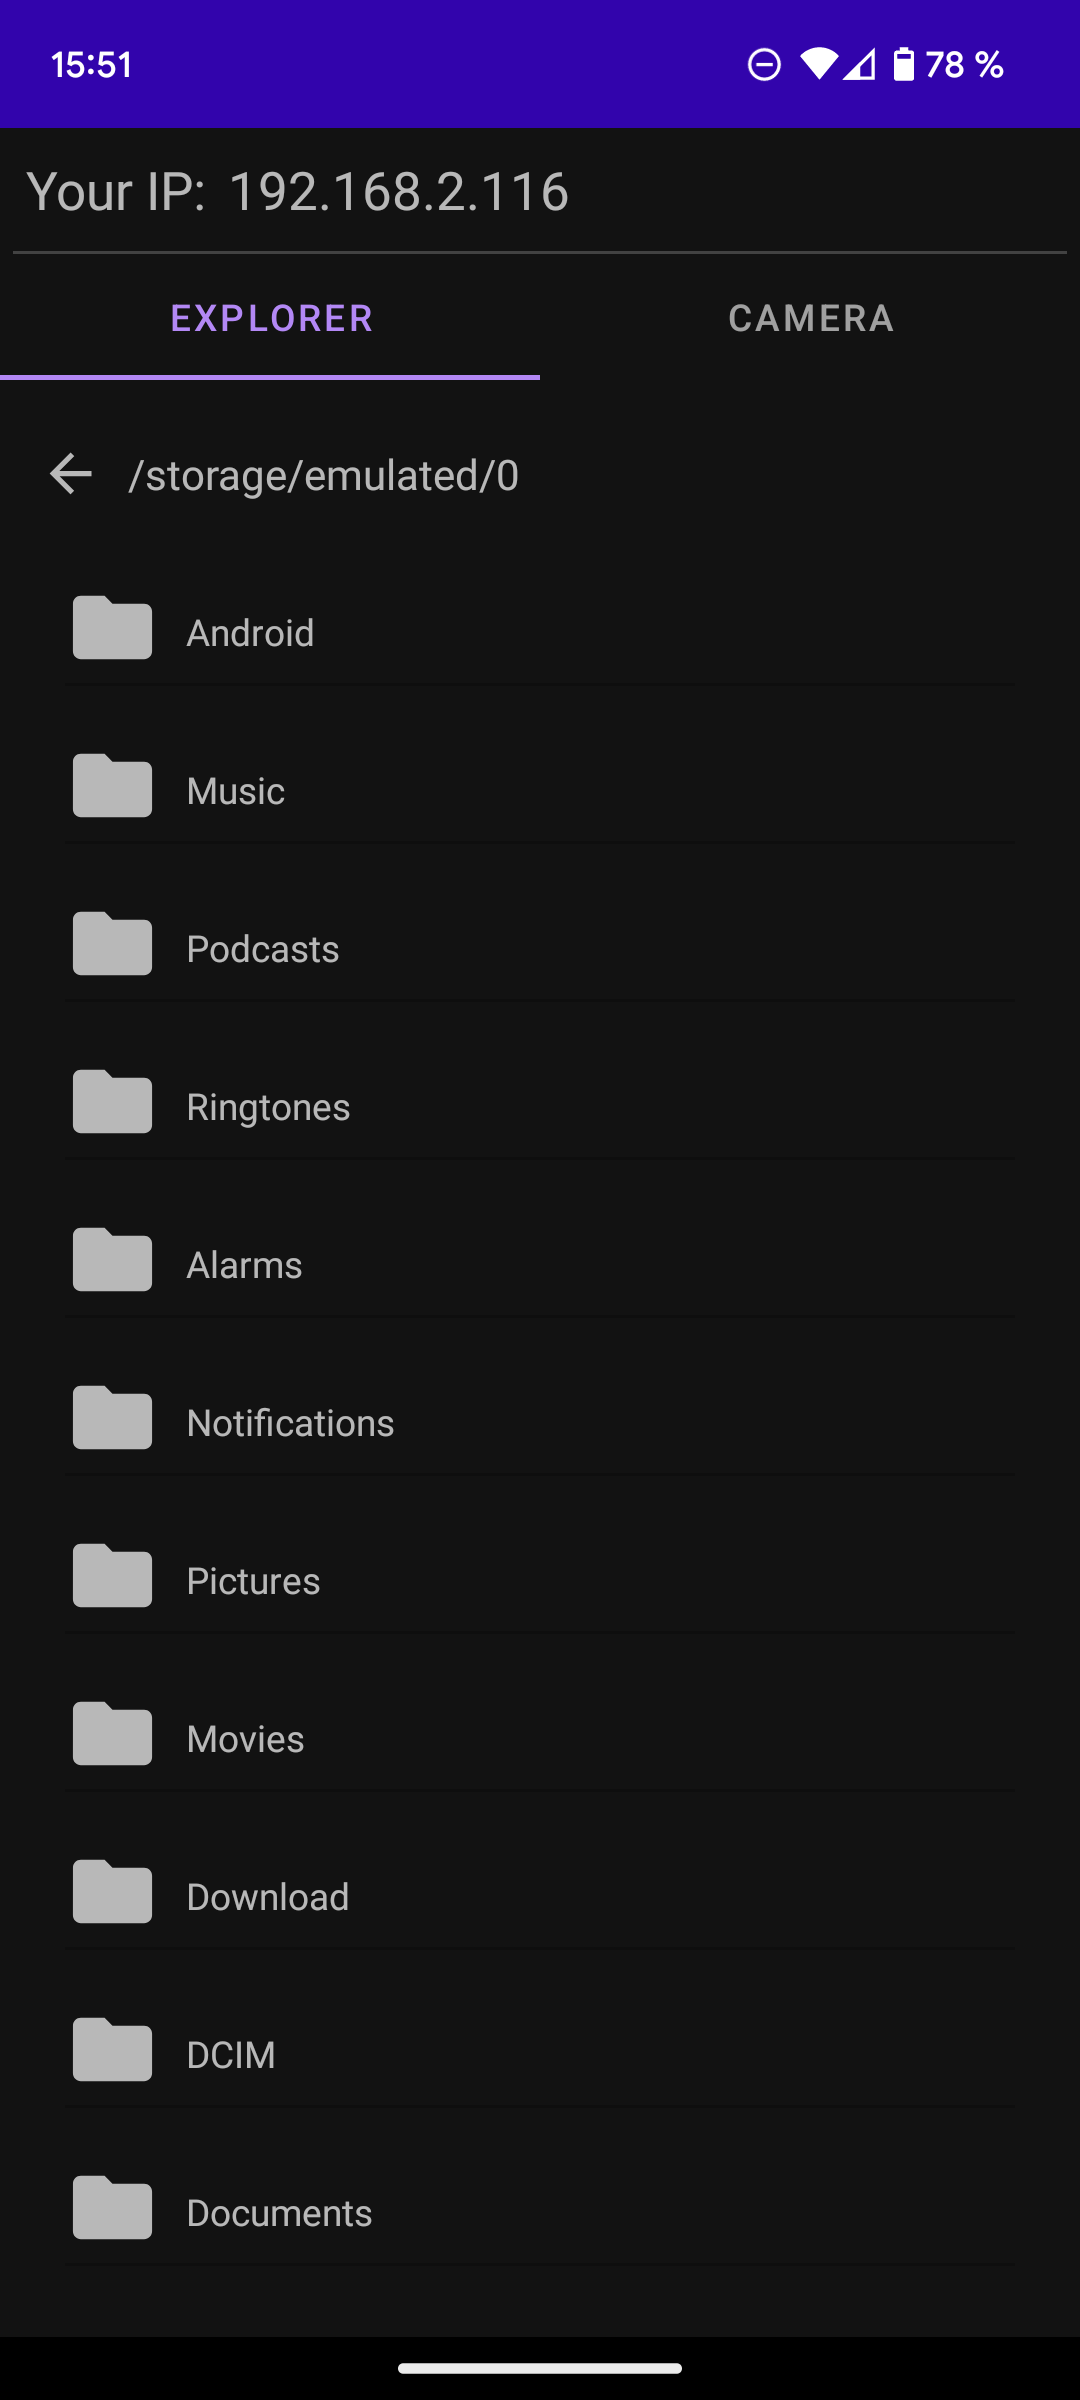 15:51 78 %
Your IP: 192.168.2.116
EXPLORER CAMERA
/storage/emulated/0
Android
Music
Podcasts
Ringtones
Alarms
Notifications
Pictures
Movies
Download
DCIM
Documents